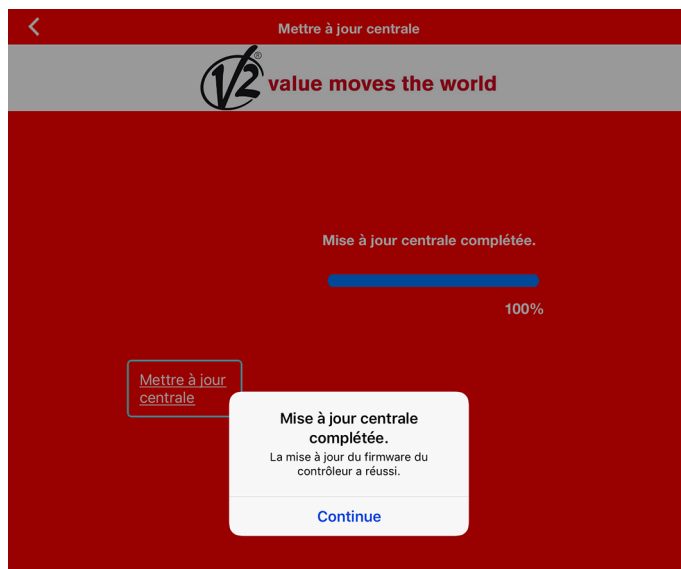 Mettre à jour centrale
V2® value moves the world
Mise à jour centrale complétée.
100%
Mettre à jour
centrale
Mise à jour centrale
complétée.
La mise à jour du firmware du
contrôleur a réussi.
Continue